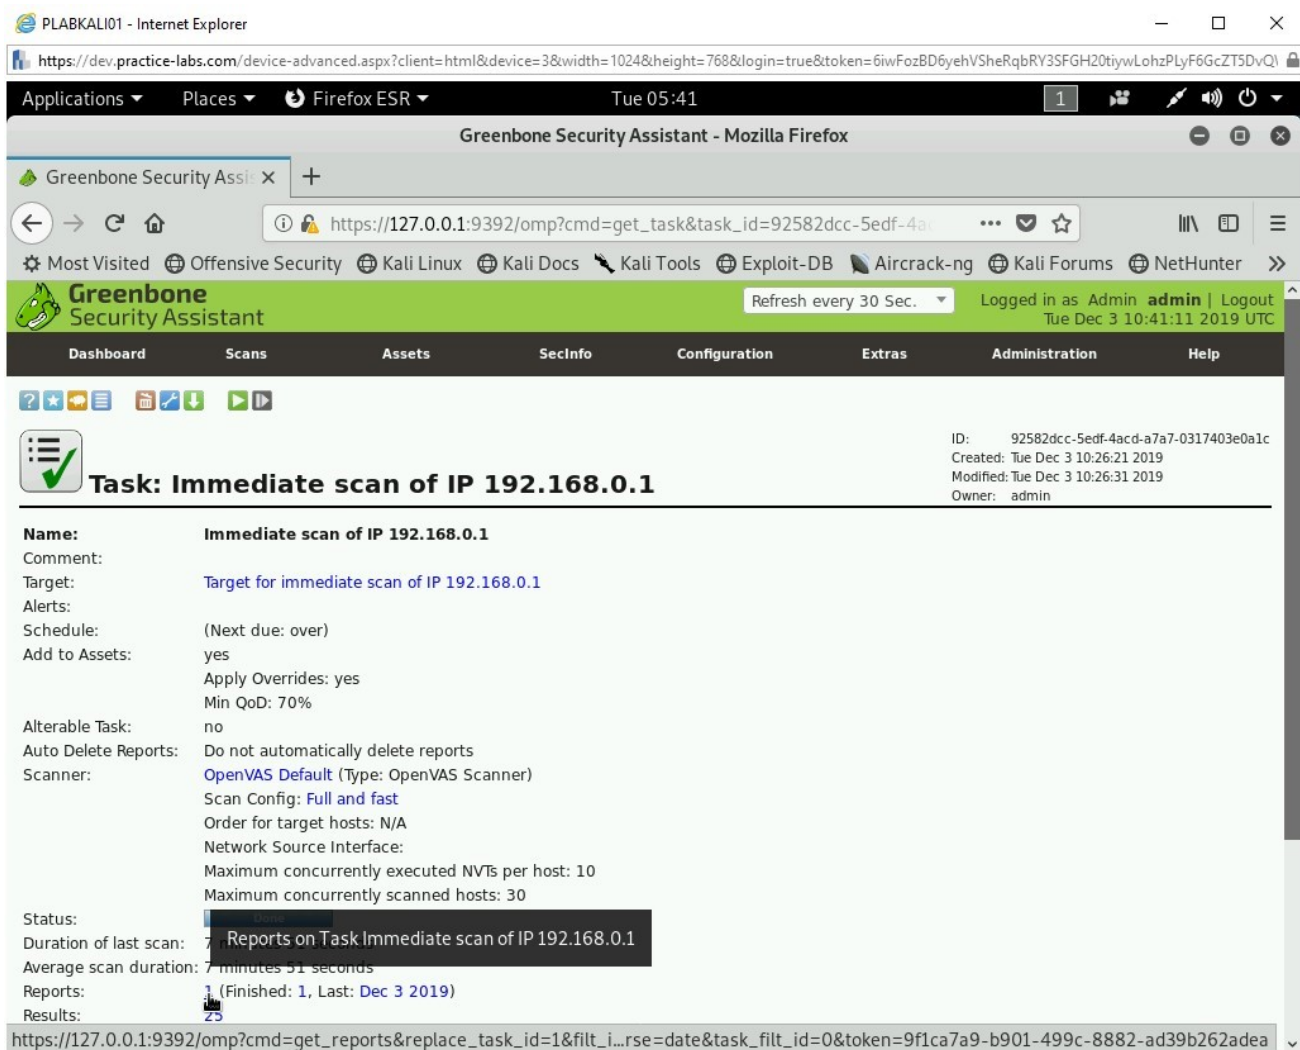 PLABKALI01 - Internet Explorer
https://dev.practice-labs.com/device-advanced.aspx?client=html&device=3&width=1024&height=768&login=true&token=6iwFozBD6yehVSheRqbRY3SFGH20tiywLohzPLyF6GcZT5DvQ\
Applications Places Firefox ESR Tue 05:41 1
Greenbone Security Assistant - Mozilla Firefox
Greenbone Security Assi
https://127.0.0.1:9392/omp?cmd=get_task&task_id=92582dcc-5edf-4a
Most Visited Offensive Security Kali Linux Kali Docs Kali Tools Exploit-DB Aircrack-ng Kali Forums NetHunter
Greenbone
Security Assistant
Refresh every 30 Sec.
Logged in as Admin admin | Logout
Tue Dec 3 10:41:11 2019 UTC
Dashboard Scans Assets SecInfo Configuration Extras Administration Help
ID: 92582dcc-5edf-4acd-a7a7-0317403e0a1c
Created: Tue Dec 3 10:26:21 2019
Modified: Tue Dec 3 10:26:31 2019
Owner: admin
Task: Immediate scan of IP 192.168.0.1
Name: Immediate scan of IP 192.168.0.1
Comment:
Target: Target for immediate scan of IP 192.168.0.1
Alerts:
Schedule: (Next due: over)
Add to Assets: yes
Apply Overrides: yes
Min QoD: 70%
Alterable Task: no
Auto Delete Reports: Do not automatically delete reports
Scanner: OpenVAS Default (Type: OpenVAS Scanner)
Scan Config: Full and fast
Order for target hosts: N/A
Network Source Interface:
Maximum concurrently executed NVTs per host: 10
Maximum concurrently scanned hosts: 30
Status: Done
Reports on Task Immediate scan of IP 192.168.0.1
Duration of last scan: 7 minutes 51 seconds
Average scan duration: 7 minutes 51 seconds
Reports: 1 (Finished: 1, Last: Dec 3 2019)
Results: 25
https://127.0.0.1:9392/omp?cmd=get_reports&replace_task_id=1&filt_i...rse=date&task_filt_id=0&token=9f1ca7a9-b901-499c-8882-ad39b262adea